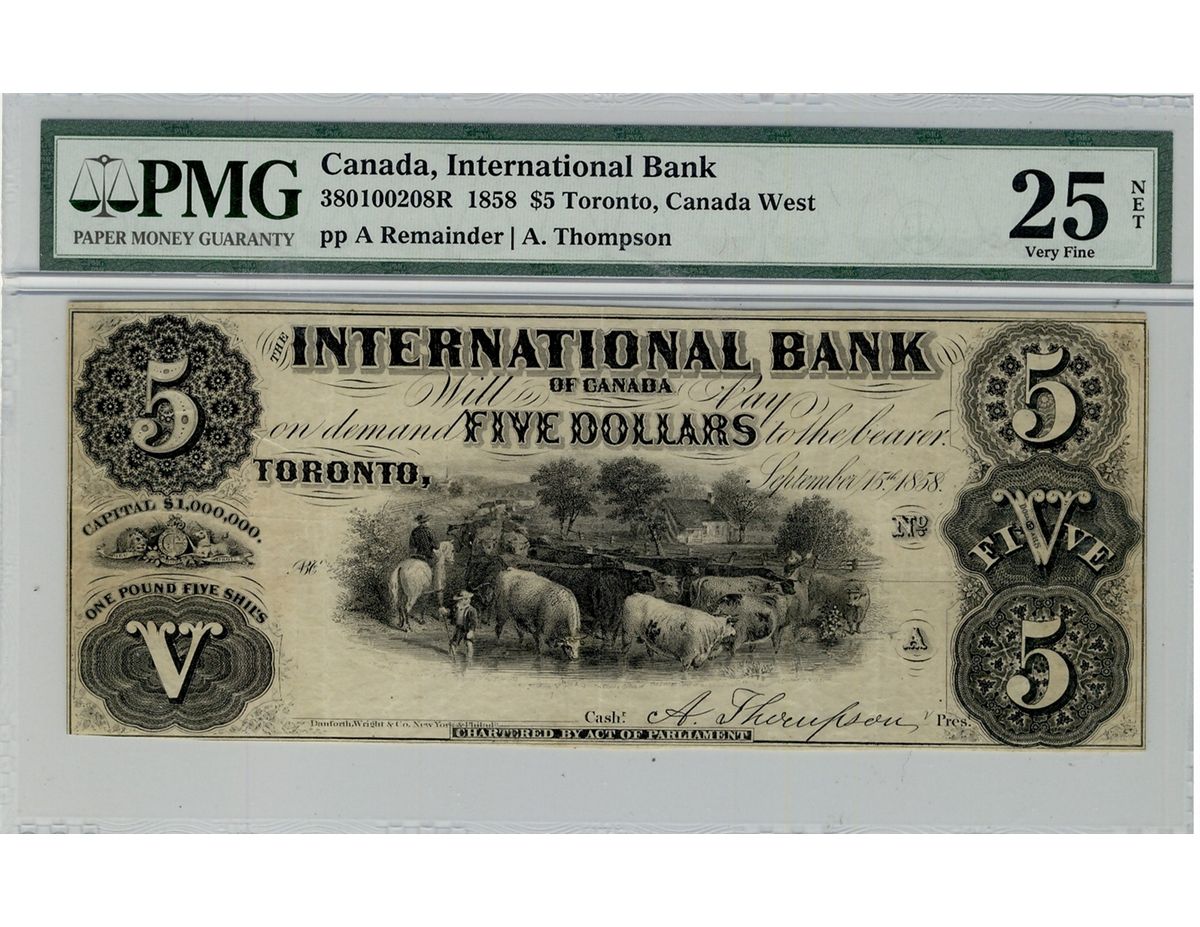 PMG
PAPER MONEY GUARANTY
Canada, International Bank
380100208R 1858 $5 Toronto, Canada West
pp A Remainder | A. Thompson
25
NET
Very Fine
5
THE INTERNATIONAL BANK
OF CANADA
5
Will Pay
on demand FIVE DOLLARS to the bearer.
TORONTO,
September 15th, 1858.
CAPITAL $1,000,000.
No
FIVE
V
ONE POUND FIVE SHIL'S
V
A
5
Danforth, Wright & Co. New York & Philada
Cashr
A. Thompson
V Pres.
CHARTERED BY ACT OF PARLIAMENT